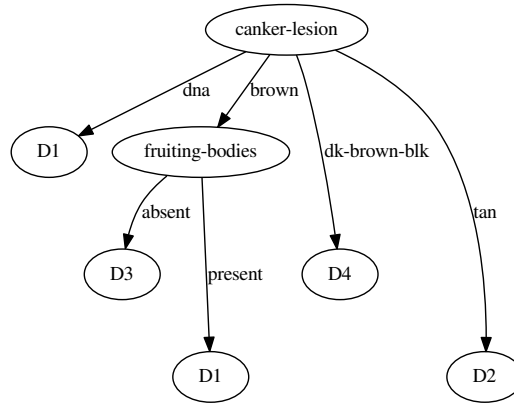 canker-lesion
dna
brown
D1
fruiting-bodies
dk-brown-blk
absent
tan
D3
present
D4
D1
D2